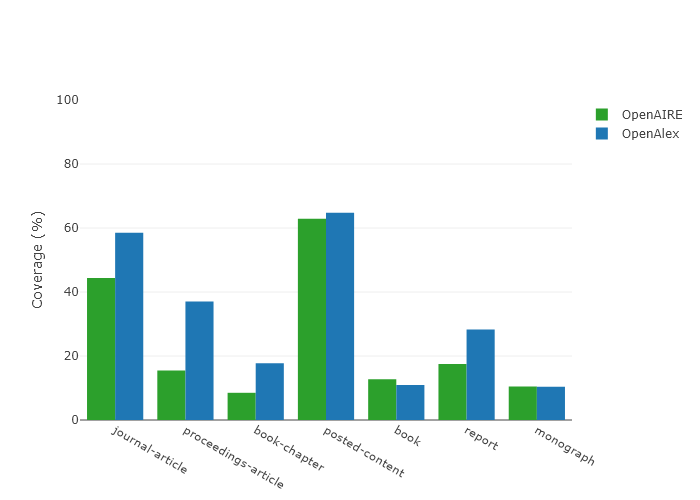 100
80
60
40
20
0
Coverage (%)
journal-article
proceedings-article
book-chapter
posted-content
book
report
monograph
OpenAIRE
OpenAlex